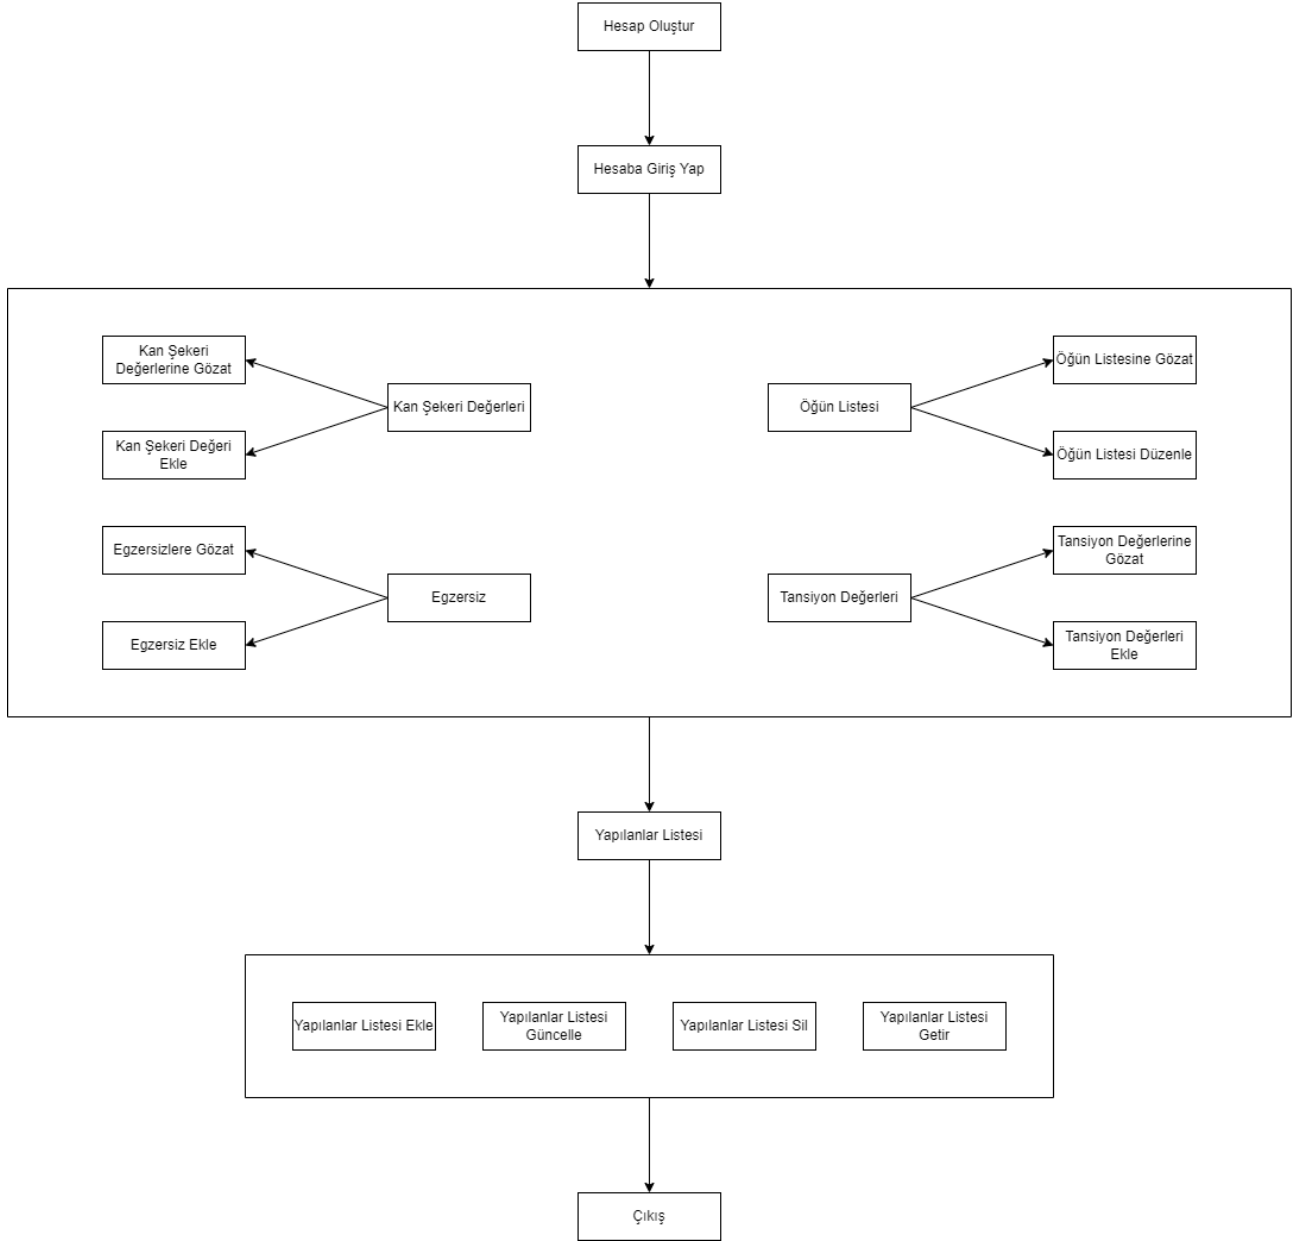 Hesap Oluştur
Hesaba Giriş Yap
Kan Şekeri
Değerlerine Gözat
Kan Şekeri Değerleri
Kan Şekeri Değeri
Ekle
Öğün Listesi
Öğün Listesine Gözat
Öğün Listesi Düzenle
Egzersizlere Gözat
Egzersiz
Egzersiz Ekle
Tansiyon Değerleri
Tansiyon Değerlerine
Gözat
Tansiyon Değerleri
Ekle
Yapılanlar Listesi
Yapılanlar Listesi Ekle
Yapılanlar Listesi
Güncelle
Yapılanlar Listesi Sil
Yapılanlar Listesi
Getir
Çıkış